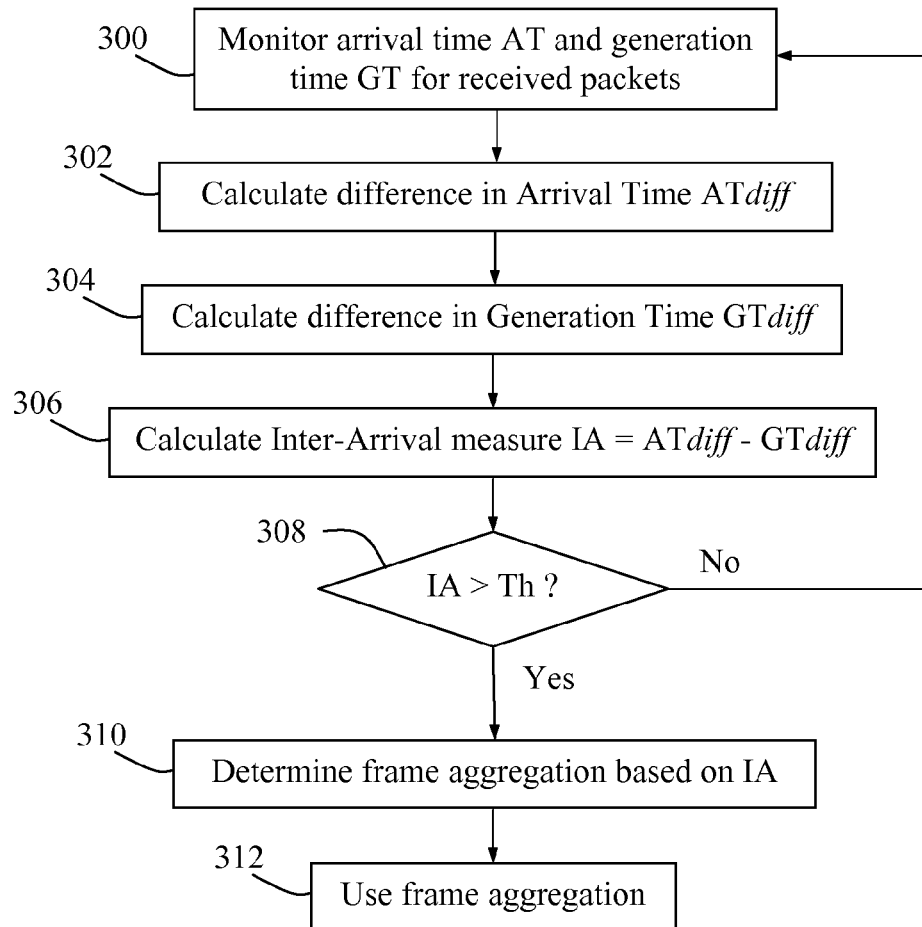 300
Monitor arrival time AT and generation
time GT for received packets
302
Calculate difference in Arrival Time ATdiff
304
Calculate difference in Generation Time GTdiff
306
Calculate Inter-Arrival measure IA = ATdiff - GTdiff
308
IA > Th ?
No
Yes
310
Determine frame aggregation based on IA
312
Use frame aggregation